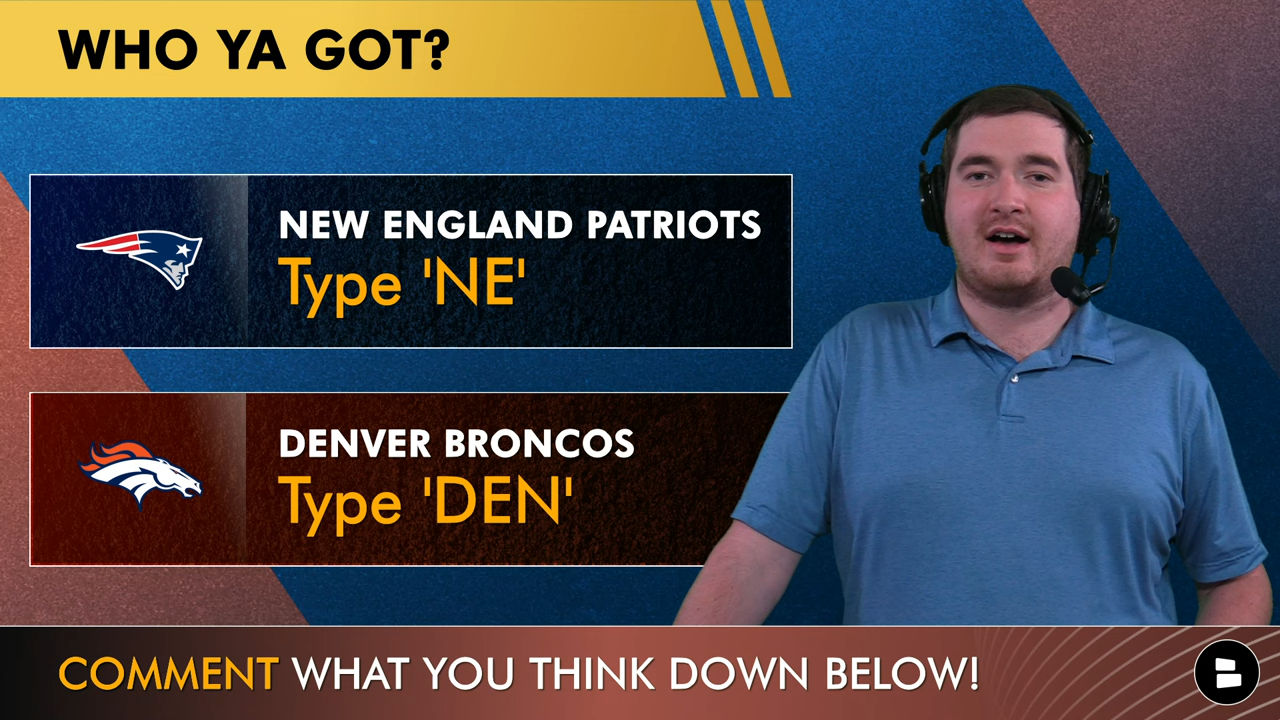 WHO YA GOT?
NEW ENGLAND PATRIOTS
Type 'NE'
DENVER BRONCOS
Type 'DEN'
COMMENT WHAT YOU THINK DOWN BELOW!